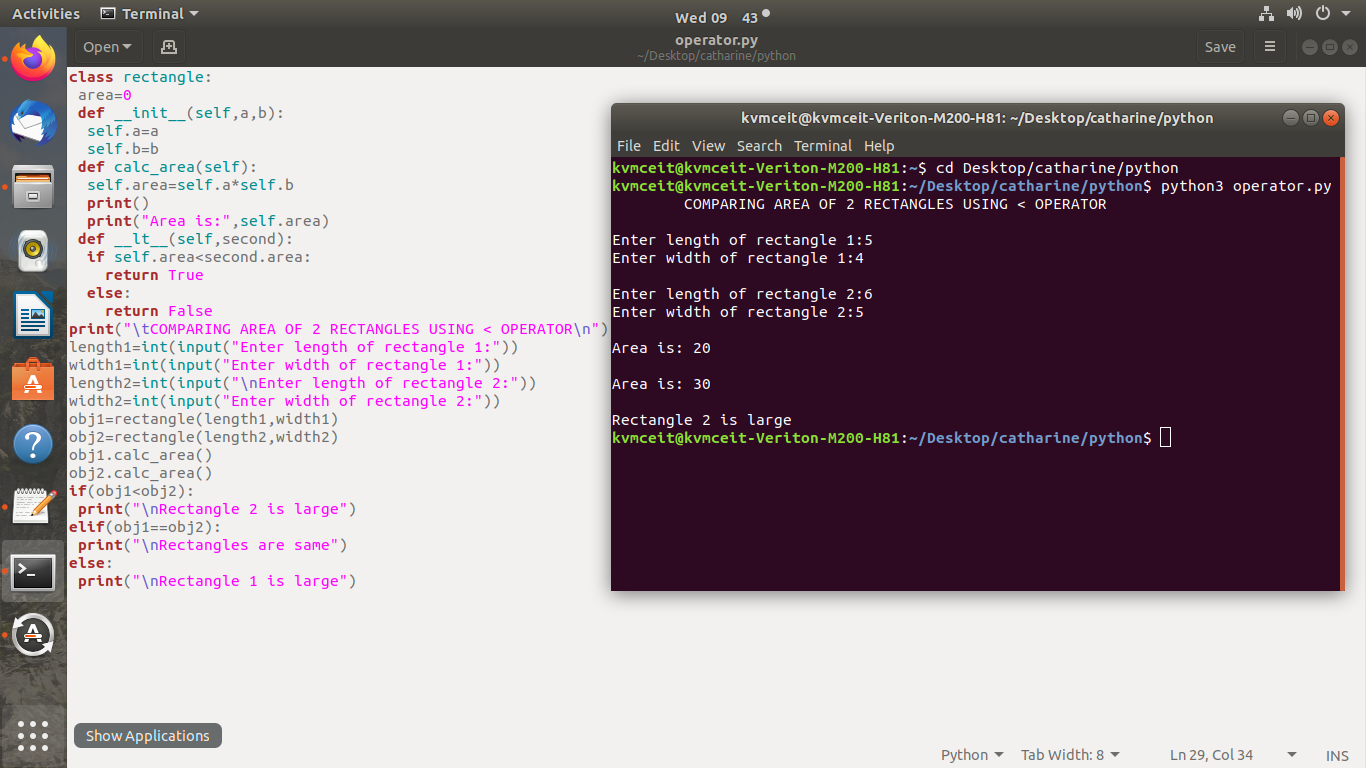 Activities Terminal Wed 09 43
Open operator.py Save
~/Desktop/catharine/python
class rectangle:
 area=0
 def __init__(self,a,b):
  self.a=a
  self.b=b
 def calc_area(self):
  self.area=self.a*self.b
  print()
  print("Area is:",self.area)
 def __lt__(self,second):
  if self.area<second.area:
    return True
  else:
    return False
print("\tCOMPARING AREA OF 2 RECTANGLES USING < OPERATOR\n")
length1=int(input("Enter length of rectangle 1:"))
width1=int(input("Enter width of rectangle 1:"))
length2=int(input("\nEnter length of rectangle 2:"))
width2=int(input("Enter width of rectangle 2:"))
obj1=rectangle(length1,width1)
obj2=rectangle(length2,width2)
obj1.calc_area()
obj2.calc_area()
if(obj1<obj2):
 print("\nRectangle 2 is large")
elif(obj1==obj2):
 print("\nRectangles are same")
else:
 print("\nRectangle 1 is large")
kvmceit@kvmceit-Veriton-M200-H81: ~/Desktop/catharine/python
File Edit View Search Terminal Help
kvmceit@kvmceit-Veriton-M200-H81:~$ cd Desktop/catharine/python
kvmceit@kvmceit-Veriton-M200-H81:~/Desktop/catharine/python$ python3 operator.py
        COMPARING AREA OF 2 RECTANGLES USING < OPERATOR
Enter length of rectangle 1:5
Enter width of rectangle 1:4
Enter length of rectangle 2:6
Enter width of rectangle 2:5
Area is: 20
Area is: 30
Rectangle 2 is large
kvmceit@kvmceit-Veriton-M200-H81:~/Desktop/catharine/python$
Show Applications
Python Tab Width: 8 Ln 29, Col 34 INS